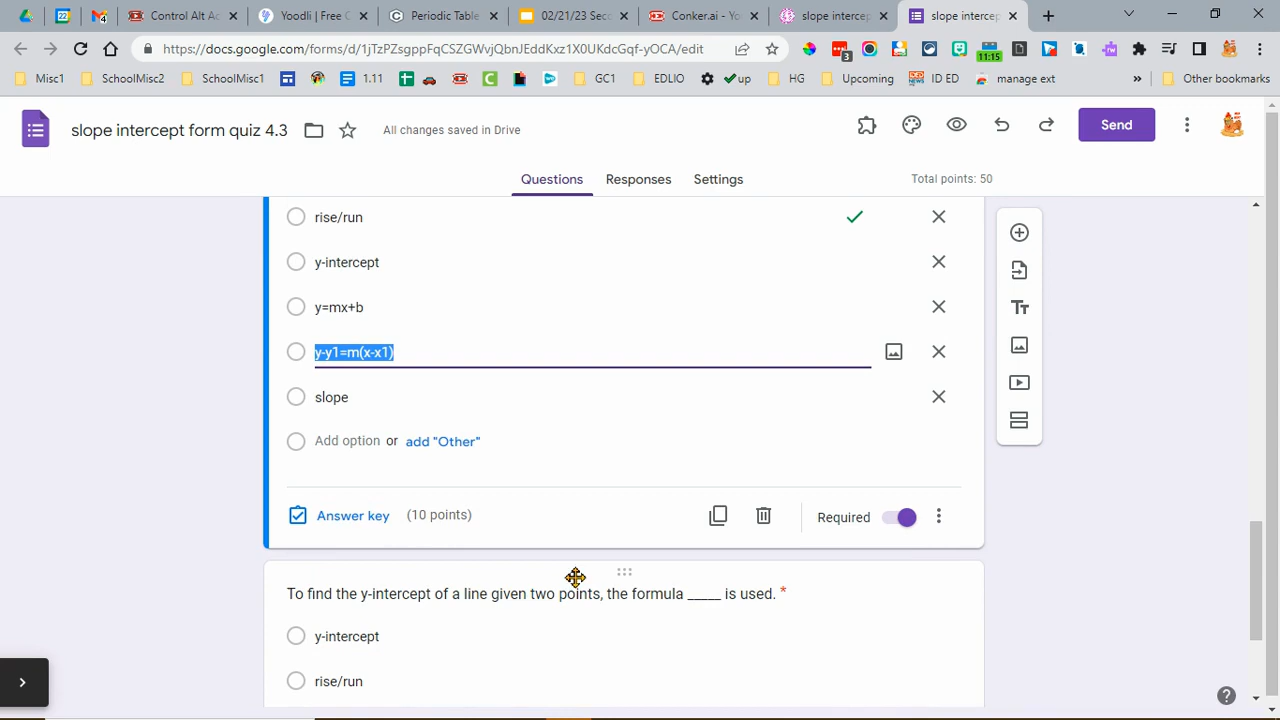 Control Alt A
Yoodli | Free C
Periodic Table
02/21/23 Sec
Conker.ai - Yo
slope intercep
slope intercep
https://docs.google.com/forms/d/1jTzPZsgppFqCSZGWvjQbnJEddKxz1X0UKdcGqf-yOCA/edit
3
11:15
Misc1
SchoolMisc2
SchoolMisc1
1.11
GC1
EDLIO
up
HG
Upcoming
ID ED
manage ext
»
Other bookmarks
slope intercept form quiz 4.3
All changes saved in Drive
Send
Questions
Responses
Settings
Total points: 50
rise/run
y-intercept
y=mx+b
y-y1=m(x-x1)
slope
Add option or add "Other"
Answer key (10 points)
Required
To find the y-intercept of a line given two points, the formula _____ is used. *
y-intercept
rise/run